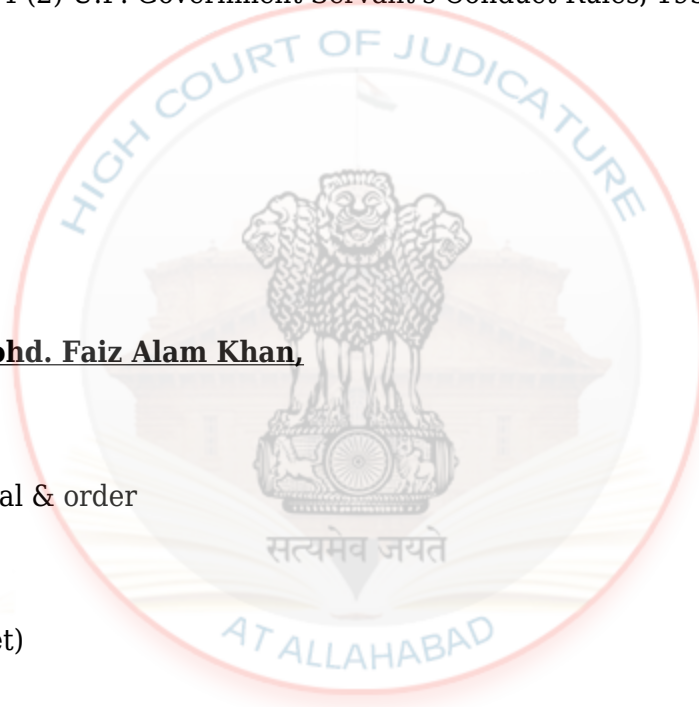 (2) U.P. Government Servant's Conduct Rules, 195
HIGH COURT OF JUDICATURE
ohd. Faiz Alam Khan,
al & order
सत्यमेव जयते
et)
AT ALLAHABAD